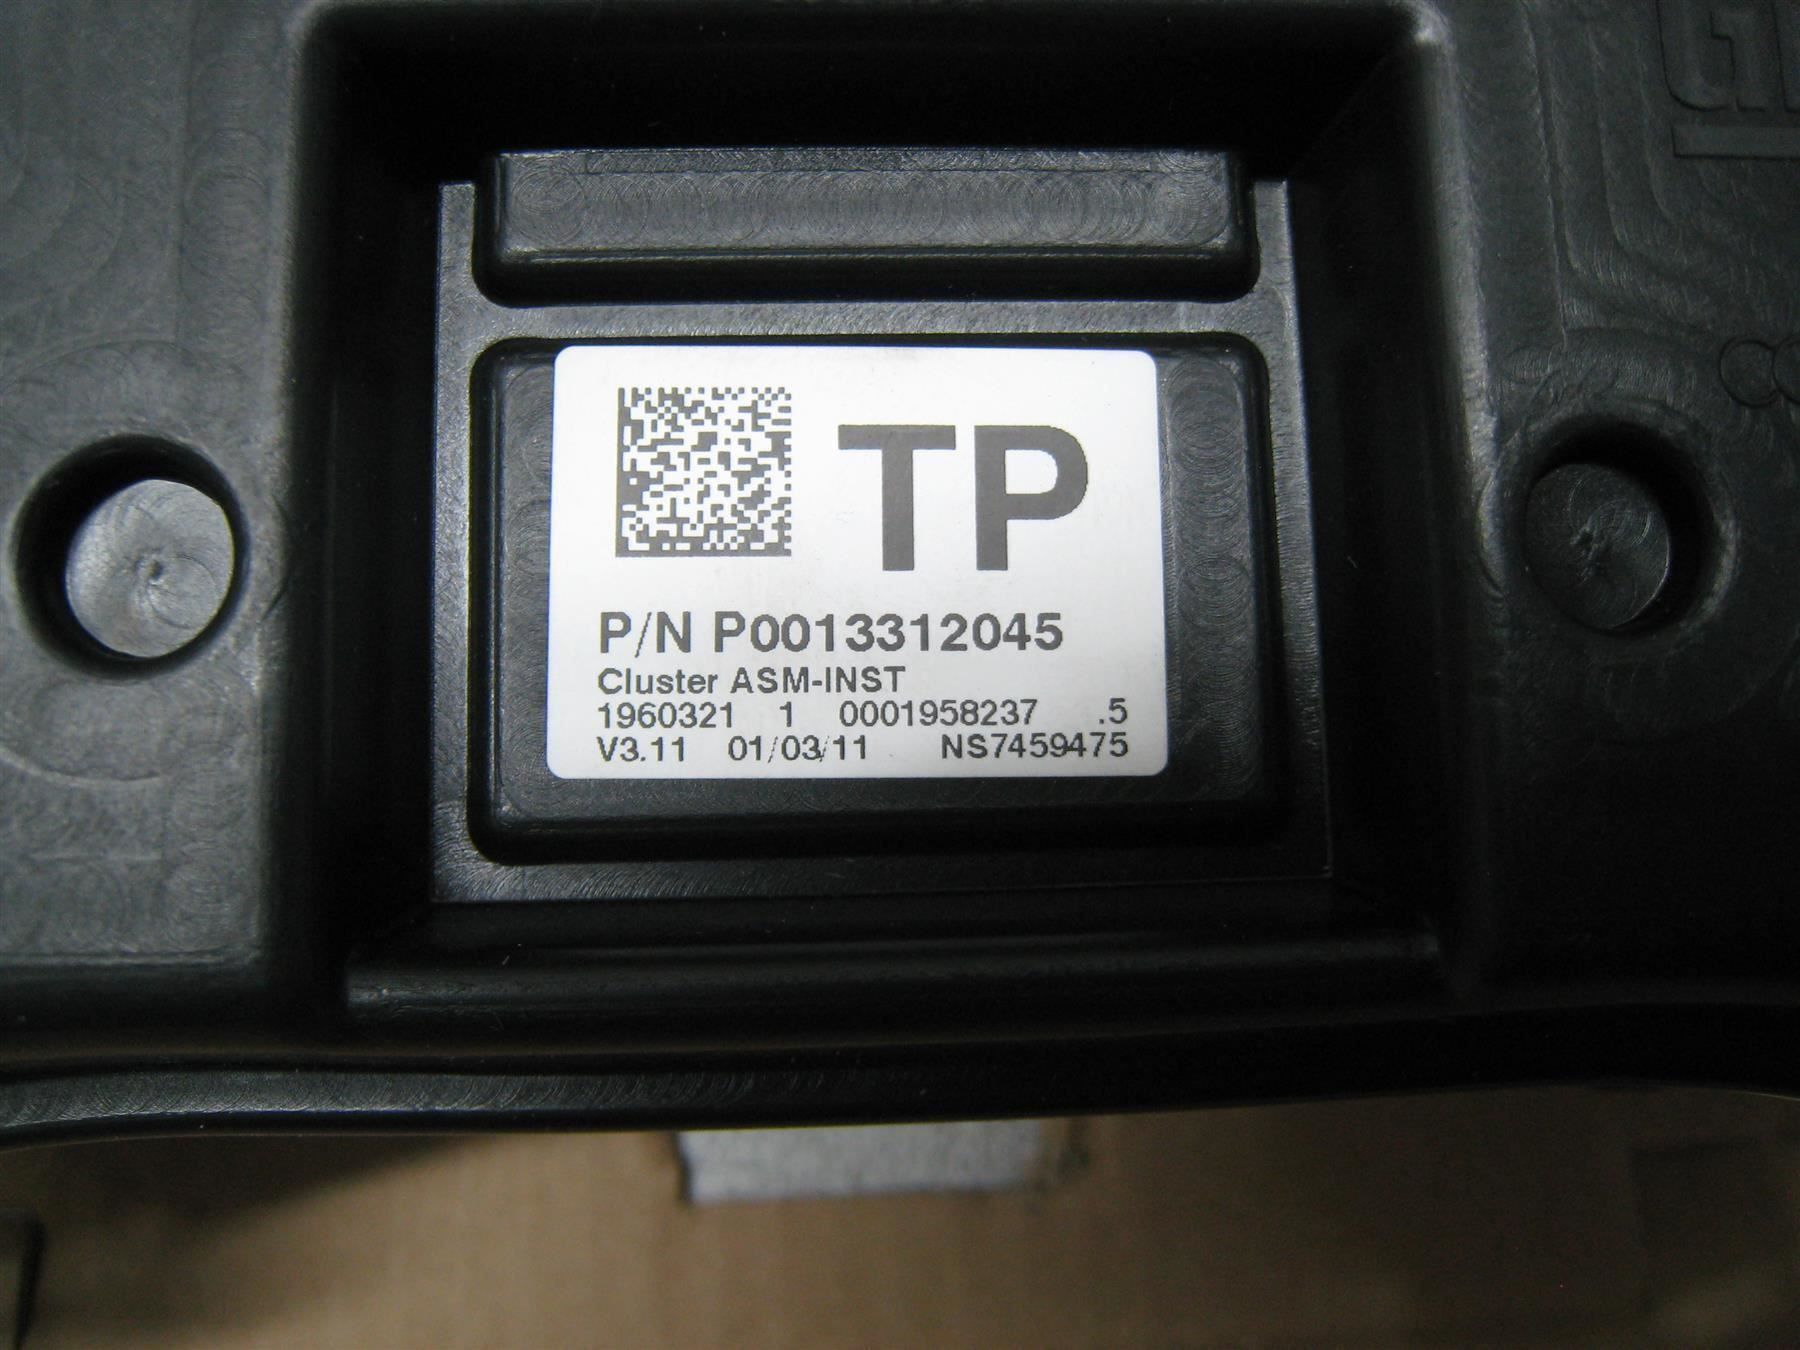 TP
P/N P0013312045
Cluster ASM-INST
1960321 1 0001958237 .5
V3.11 01/03/11 NS7459475